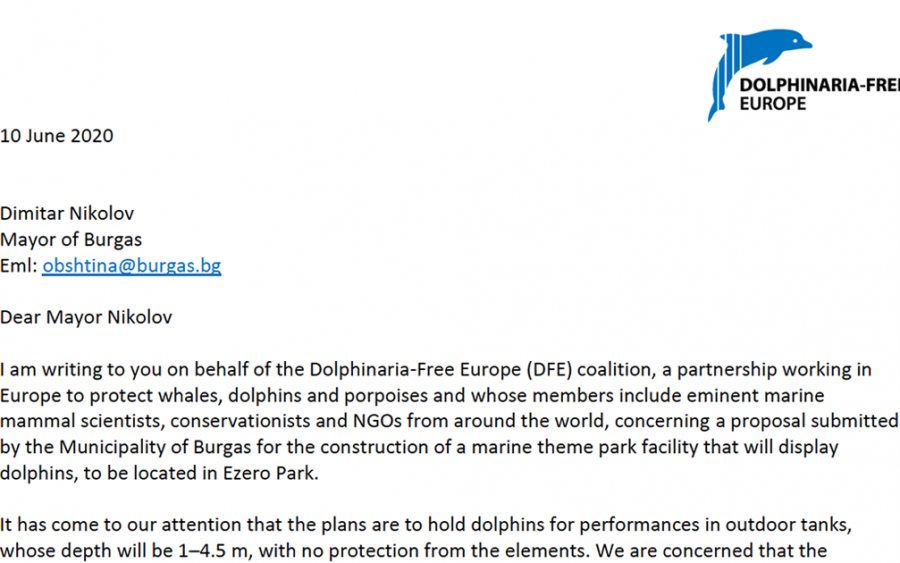 DOLPHINARIA-FREE
EUROPE
10 June 2020
Dimitar Nikolov
Mayor of Burgas
Eml: obshtina@burgas.bg
Dear Mayor Nikolov
I am writing to you on behalf of the Dolphinaria-Free Europe (DFE) coalition, a partnership working in
Europe to protect whales, dolphins and porpoises and whose members include eminent marine
mammal scientists, conservationists and NGOs from around the world, concerning a proposal submitted
by the Municipality of Burgas for the construction of a marine theme park facility that will display
dolphins, to be located in Ezero Park.
It has come to our attention that the plans are to hold dolphins for performances in outdoor tanks,
whose depth will be 1–4.5 m, with no protection from the elements. We are concerned that the